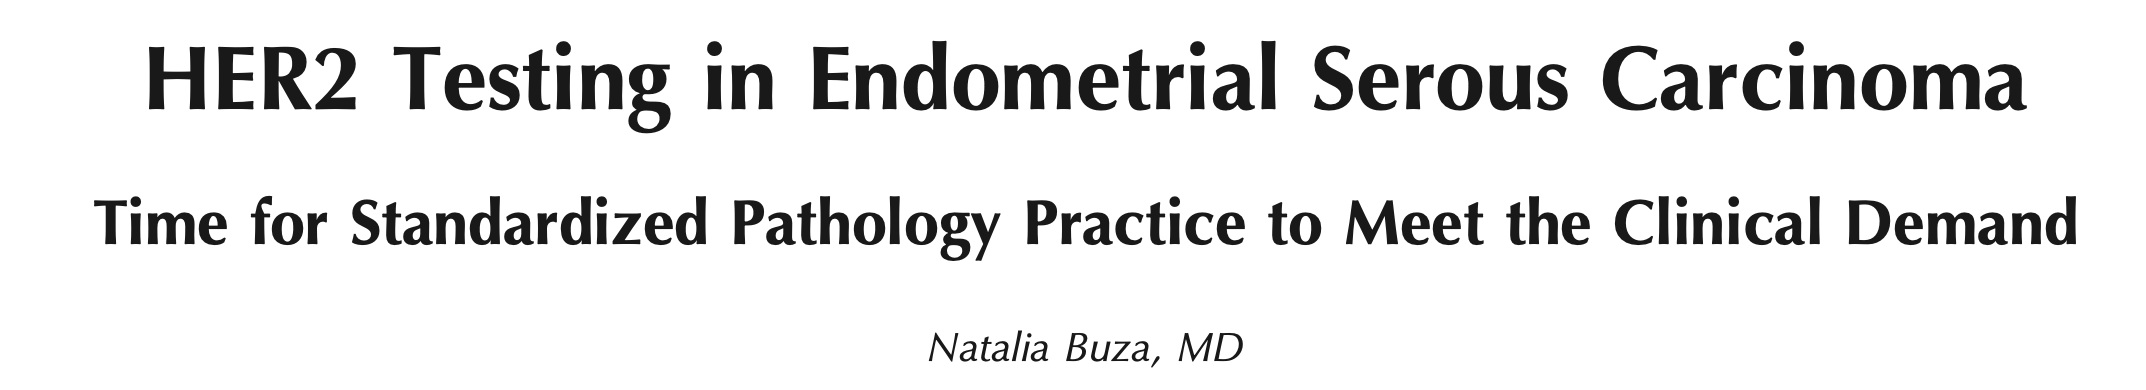 HER2 Testing in Endometrial Serous Carcinoma
Time for Standardized Pathology Practice to Meet the Clinical Demand
Natalia Buza, MD